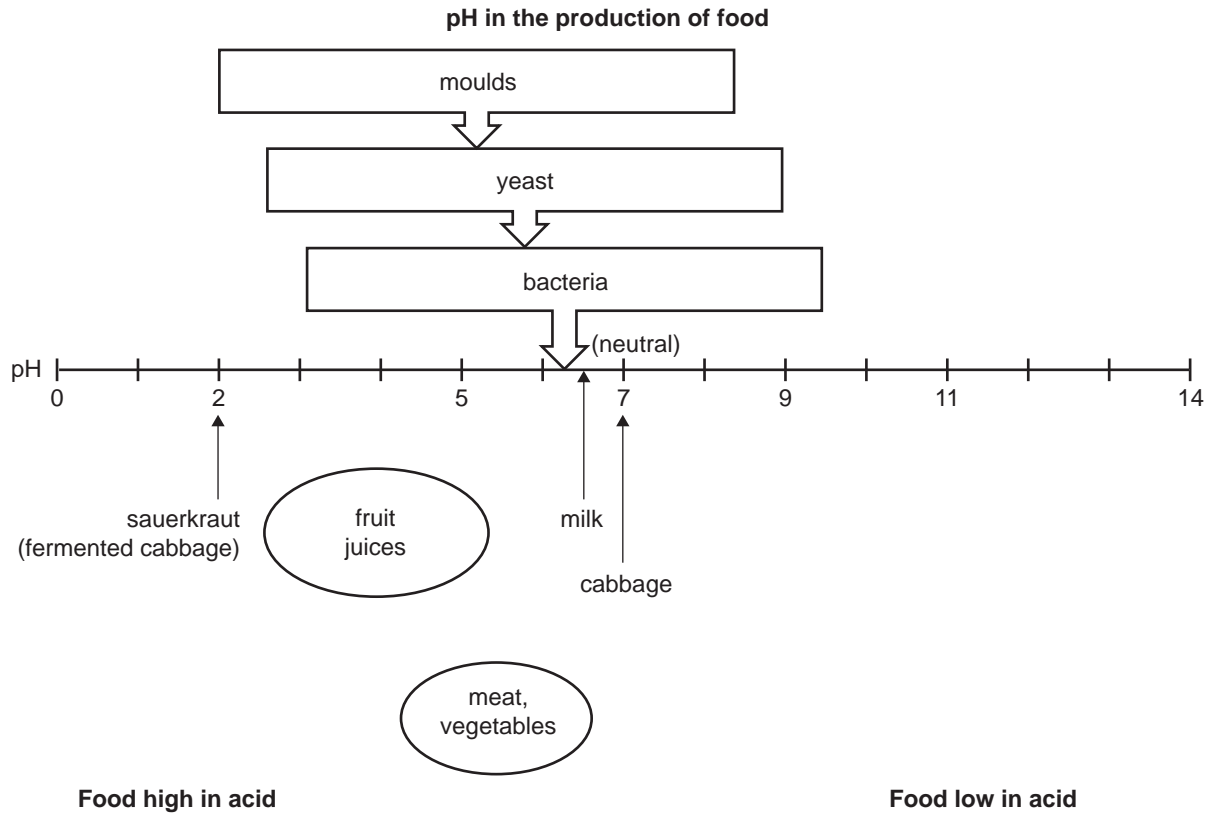 pH in the production of food
moulds
yeast
bacteria
(neutral)
pH
0 2 5 7 9 11 14
sauerkraut
(fermented cabbage)
fruit
juices
milk
cabbage
meat,
vegetables
Food high in acid
Food low in acid